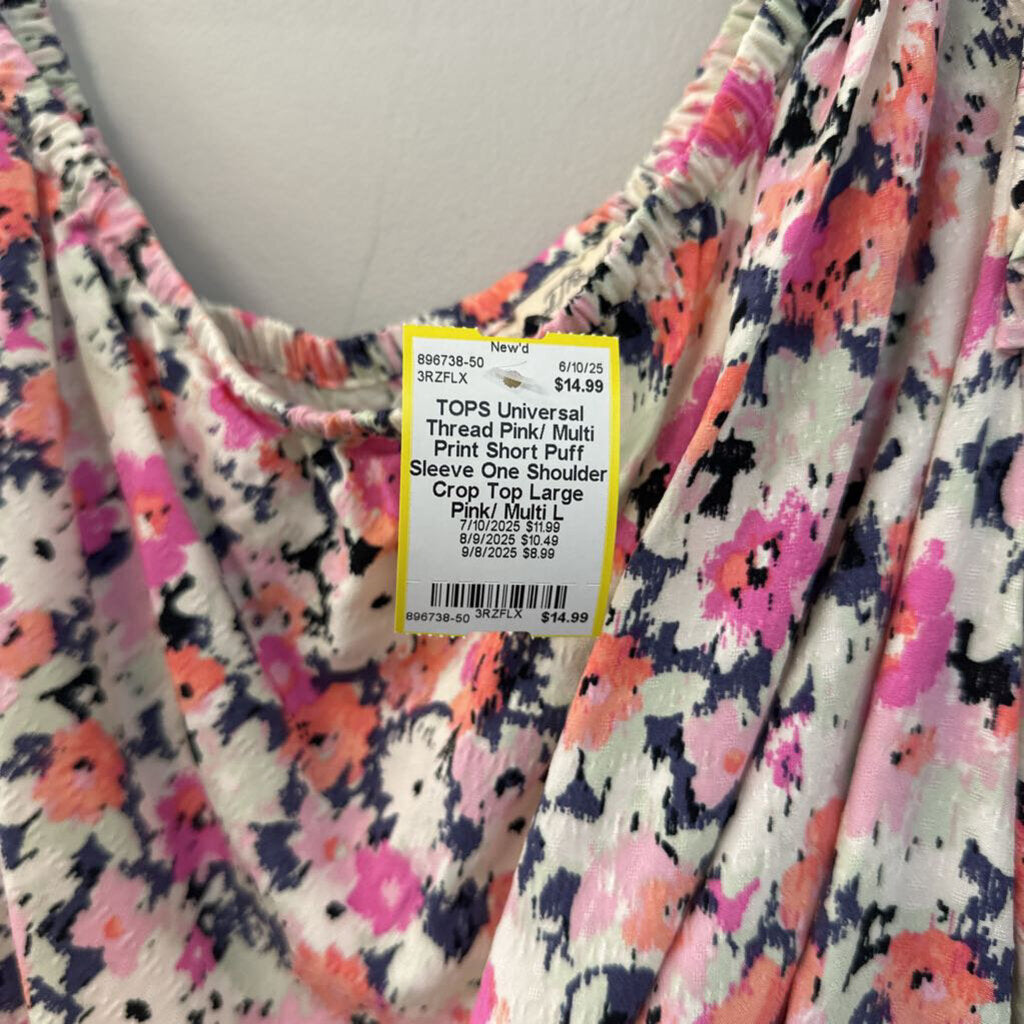 New'd
896738-50 6/10/25
3RZFLX $14.99
TOPS Universal
Thread Pink/ Multi
Print Short Puff
Sleeve One Shoulder
Crop Top Large
Pink/ Multi L
7/10/2025 $11.99
8/9/2025 $10.49
9/8/2025 $8.99
896738-50 3RZFLX $14.99